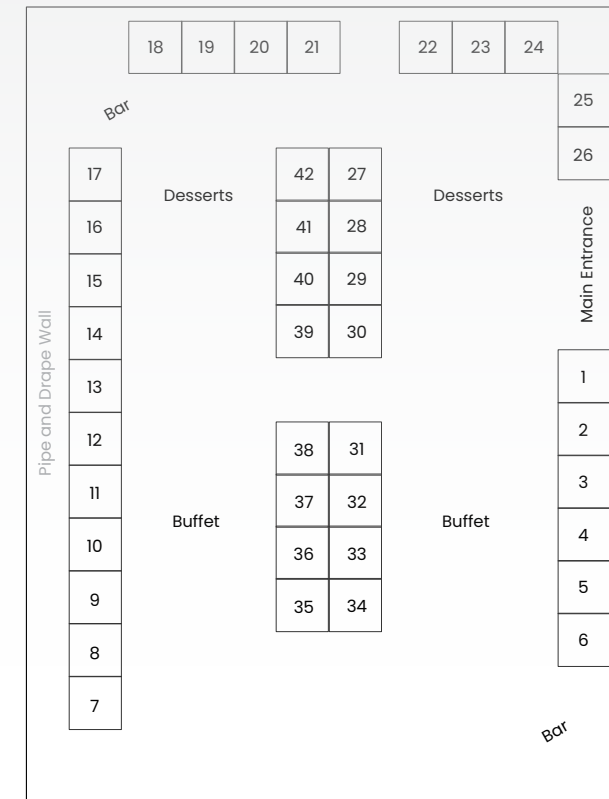 18 19 20 21 22 23 24
25
Bar
26
17 42 27
Desserts Desserts
16 41 28
Main Entrance
15 40 29
14 39 30
Pipe and Drape Wall
13 1
12 38 31 2
11 37 32 3
Buffet Buffet
10 36 33 4
9 35 34 5
8 6
7
Bar